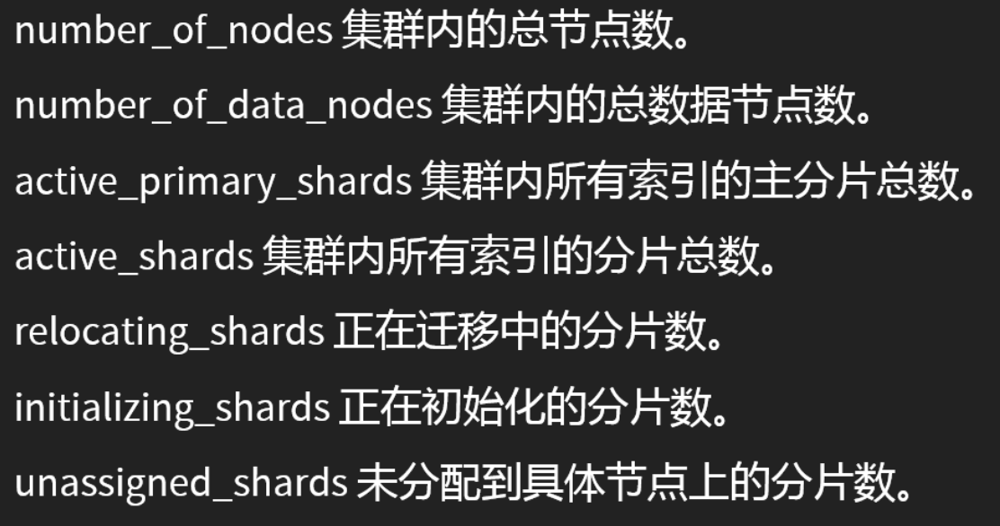 number_of_nodes 集群内的总节点数。
number_of_data_nodes 集群内的总数据节点数。
active_primary_shards 集群内所有索引的主分片总数。
active_shards 集群内所有索引的分片总数。
relocating_shards 正在迁移中的分片数。
initializing_shards 正在初始化的分片数。
unassigned_shards 未分配到具体节点上的分片数。